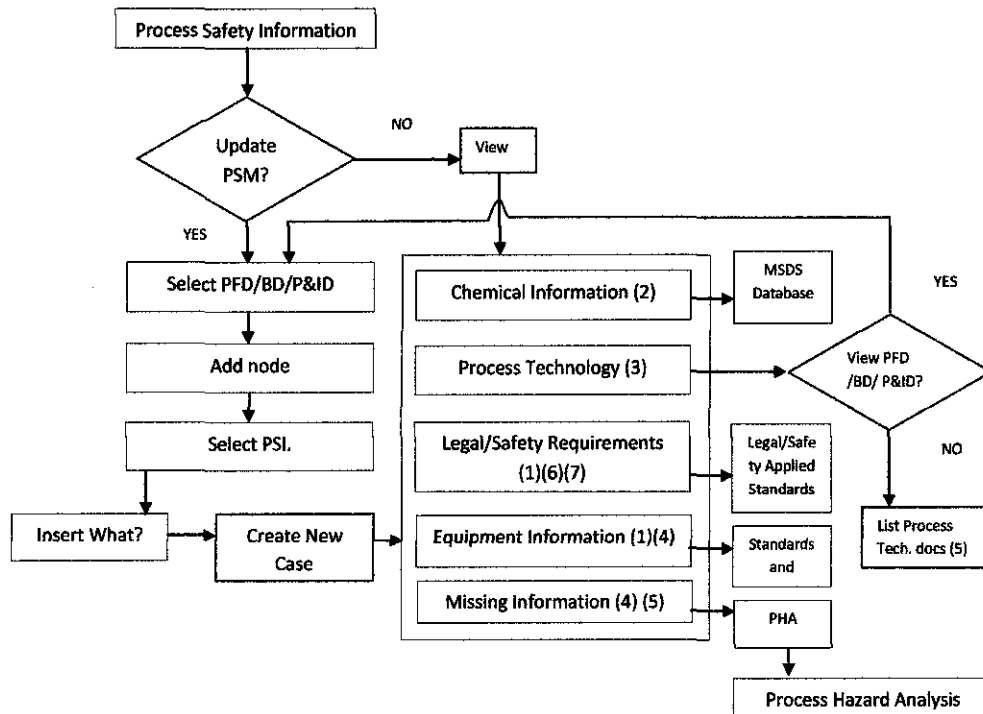 Process Safety Information
NO
Update
PSM?
View
YES
Select PFD/BD/P&ID
Chemical Information (2)
MSDS
Database
YES
Add node
Process Technology (3)
View PFD
/BD/ P&ID?
Select PSI.
Legal/Safety Requirements
(1)(6)(7)
Legal/Safe
ty Applied
Standards
NO
Insert What?
Create New
Case
Equipment Information (1)(4)
Standards
and
List Process
Tech. docs (5)
Missing Information (4) (5)
PHA
Process Hazard Analysis